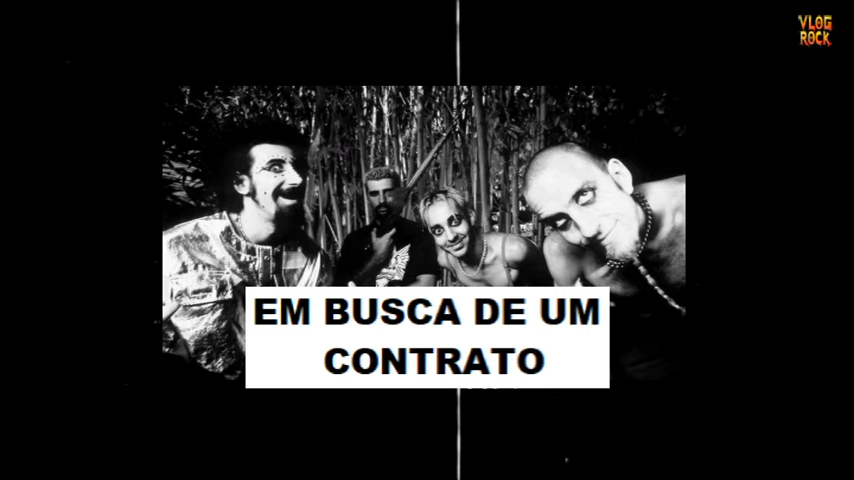 VLOG
ROCK
EM BUSCA DE UM
CONTRATO